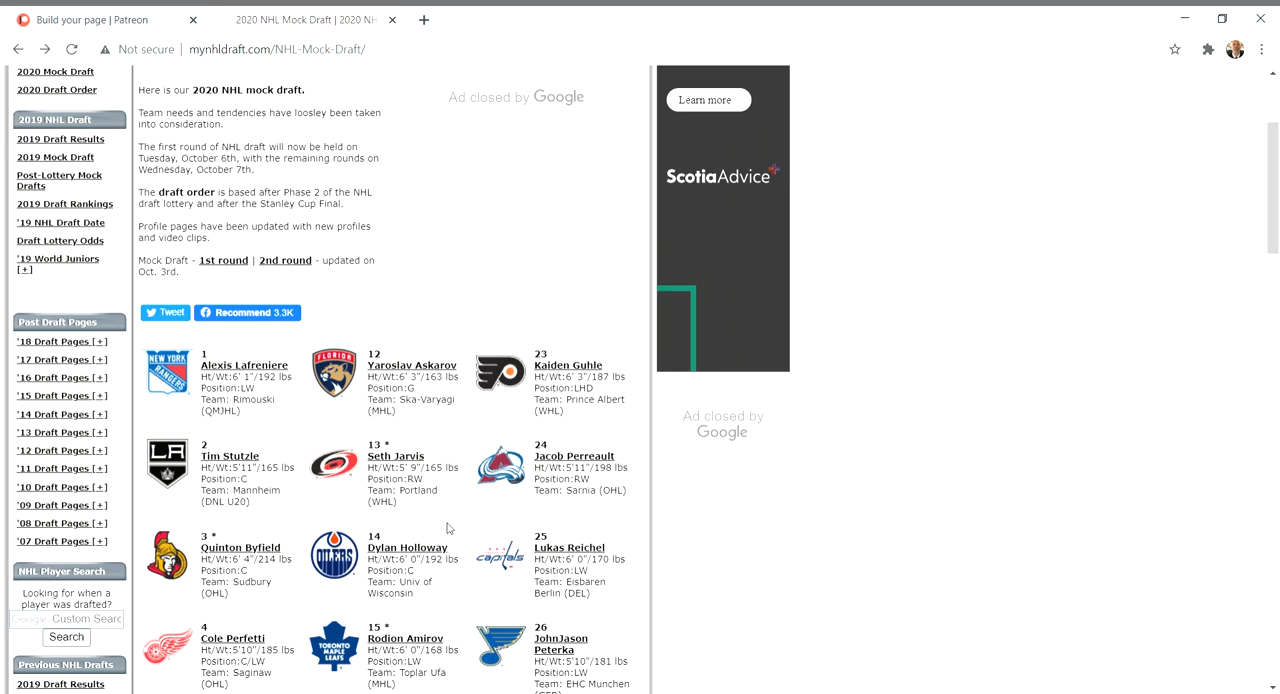 Build your page | Patreon
2020 NHL Mock Draft | 2020 NH
Not secure | mynhldraft.com/NHL-Mock-Draft/
2020 Mock Draft
2020 Draft Order
2019 NHL Draft
2019 Draft Results
2019 Mock Draft
Post-Lottery Mock
Drafts
2019 Draft Rankings
'19 NHL Draft Date
Draft Lottery Odds
'19 World Juniors
[+]
Past Draft Pages
'18 Draft Pages [+]
'17 Draft Pages [+]
'16 Draft Pages [+]
'15 Draft Pages [+]
'14 Draft Pages [+]
'13 Draft Pages [+]
'12 Draft Pages [+]
'11 Draft Pages [+]
'10 Draft Pages [+]
'09 Draft Pages [+]
'08 Draft Pages [+]
'07 Draft Pages [+]
NHL Player Search
Looking for when a
player was drafted?
Google Custom Searc
Search
Previous NHL Drafts
2019 Draft Results
Here is our 2020 NHL mock draft.
Team needs and tendencies have loosley been taken
into consideration.
The first round of NHL draft will now be held on
Tuesday, October 6th, with the remaining rounds on
Wednesday, October 7th.
The draft order is based after Phase 2 of the NHL
draft lottery and after the Stanley Cup Final.
Profile pages have been updated with new profiles
and video clips.
Mock Draft - 1st round | 2nd round - updated on
Oct. 3rd.
Tweet
Recommend 3.3K
Ad closed by Google
NEW YORK
RANGERS
1
Alexis Lafreniere
Ht/Wt:6' 1"/192 lbs
Position:LW
Team: Rimouski
(QMJHL)
FLORIDA
12
Yaroslav Askarov
Ht/Wt:6' 3"/163 lbs
Position:G
Team: Ska-Varyagi
(MHL)
23
Kaiden Guhle
Ht/Wt:6' 3"/187 lbs
Position:LHD
Team: Prince Albert
(WHL)
LA
2
Tim Stutzle
Ht/Wt:5'11"/165 lbs
Position:C
Team: Mannheim
(DNL U20)
13 *
Seth Jarvis
Ht/Wt:5' 9"/165 lbs
Position:RW
Team: Portland
(WHL)
24
Jacob Perreault
Ht/Wt:5'11"/198 lbs
Position:RW
Team: Sarnia (OHL)
3 *
Quinton Byfield
Ht/Wt:6' 4"/214 lbs
Position:C
Team: Sudbury
(OHL)
OILERS
14
Dylan Holloway
Ht/Wt:6' 0"/192 lbs
Position:C
Team: Univ of
Wisconsin
capitals
25
Lukas Reichel
Ht/Wt:6' 0"/170 lbs
Position:LW
Team: Eisbaren
Berlin (DEL)
4
Cole Perfetti
Ht/Wt:5'10"/185 lbs
Position:C/LW
Team: Saginaw
(OHL)
TORONTO
MAPLE
LEAFS
15 *
Rodion Amirov
Ht/Wt:6' 0"/168 lbs
Position:LW
Team: Toplar Ufa
(MHL)
26
JohnJason
Peterka
Ht/Wt:5'10"/181 lbs
Position:LW
Team: EHC Munchen
Learn more
ScotiaAdvice+
Ad closed by
Google